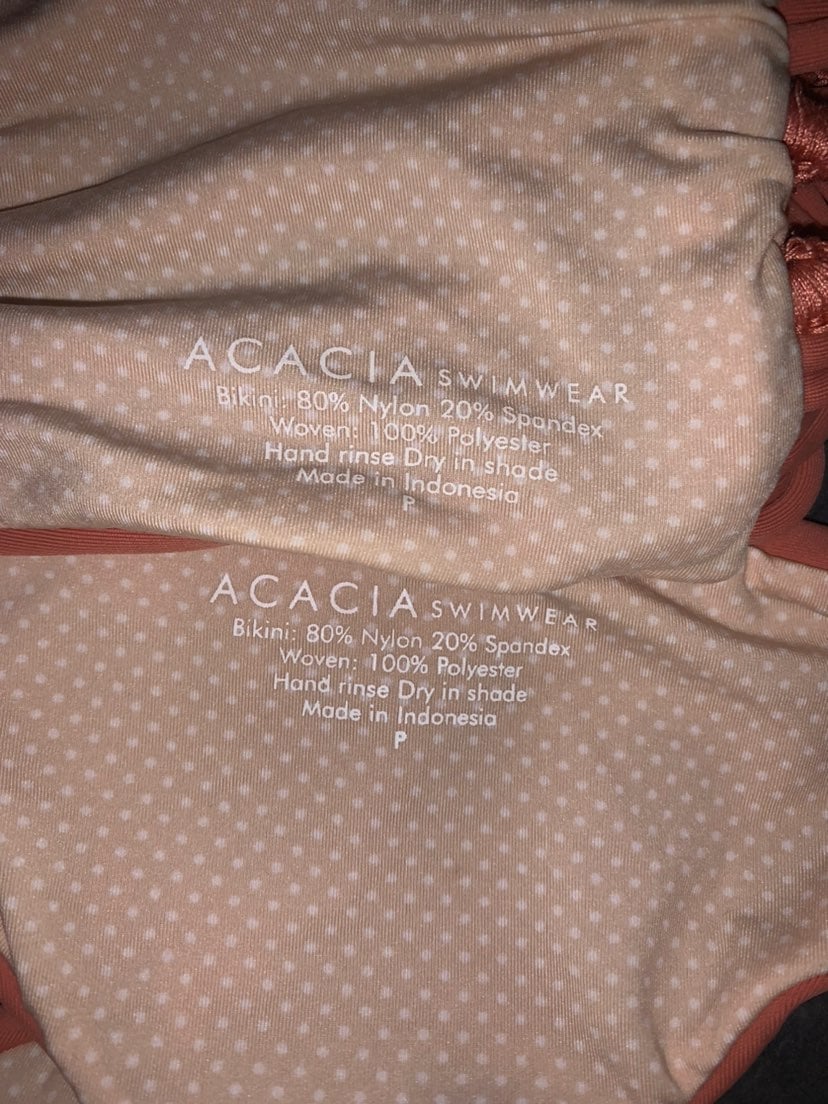 ACACIA SWIMWEAR
Bikini: 80% Nylon 20% Spandex
Woven: 100% Polyester
Hand rinse Dry in shade
Made in Indonesia
P
ACACIA SWIMWEAR
Bikini: 80% Nylon 20% Spandex
Woven: 100% Polyester
Hand rinse Dry in shade
Made in Indonesia
P